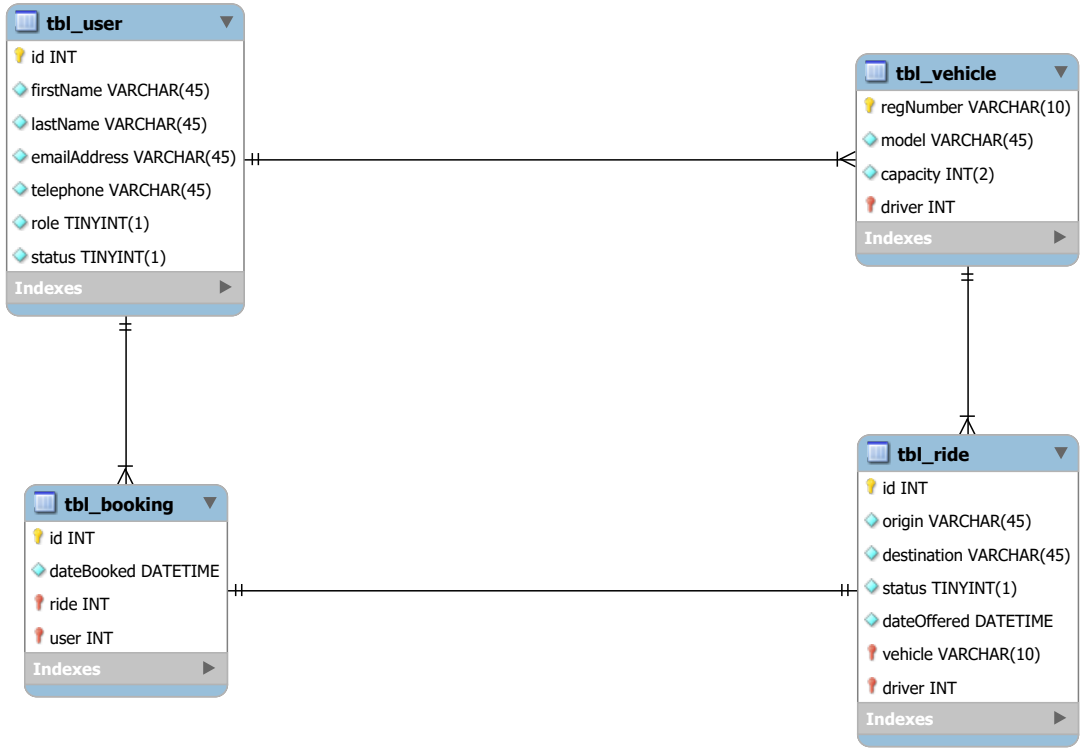 tbl_user
id INT
firstName VARCHAR(45)
lastName VARCHAR(45)
emailAddress VARCHAR(45)
telephone VARCHAR(45)
role TINYINT(1)
status TINYINT(1)
Indexes
tbl_vehicle
regNumber VARCHAR(10)
model VARCHAR(45)
capacity INT(2)
driver INT
Indexes
tbl_booking
id INT
dateBooked DATETIME
ride INT
user INT
Indexes
tbl_ride
id INT
origin VARCHAR(45)
destination VARCHAR(45)
status TINYINT(1)
dateOffered DATETIME
vehicle VARCHAR(10)
driver INT
Indexes